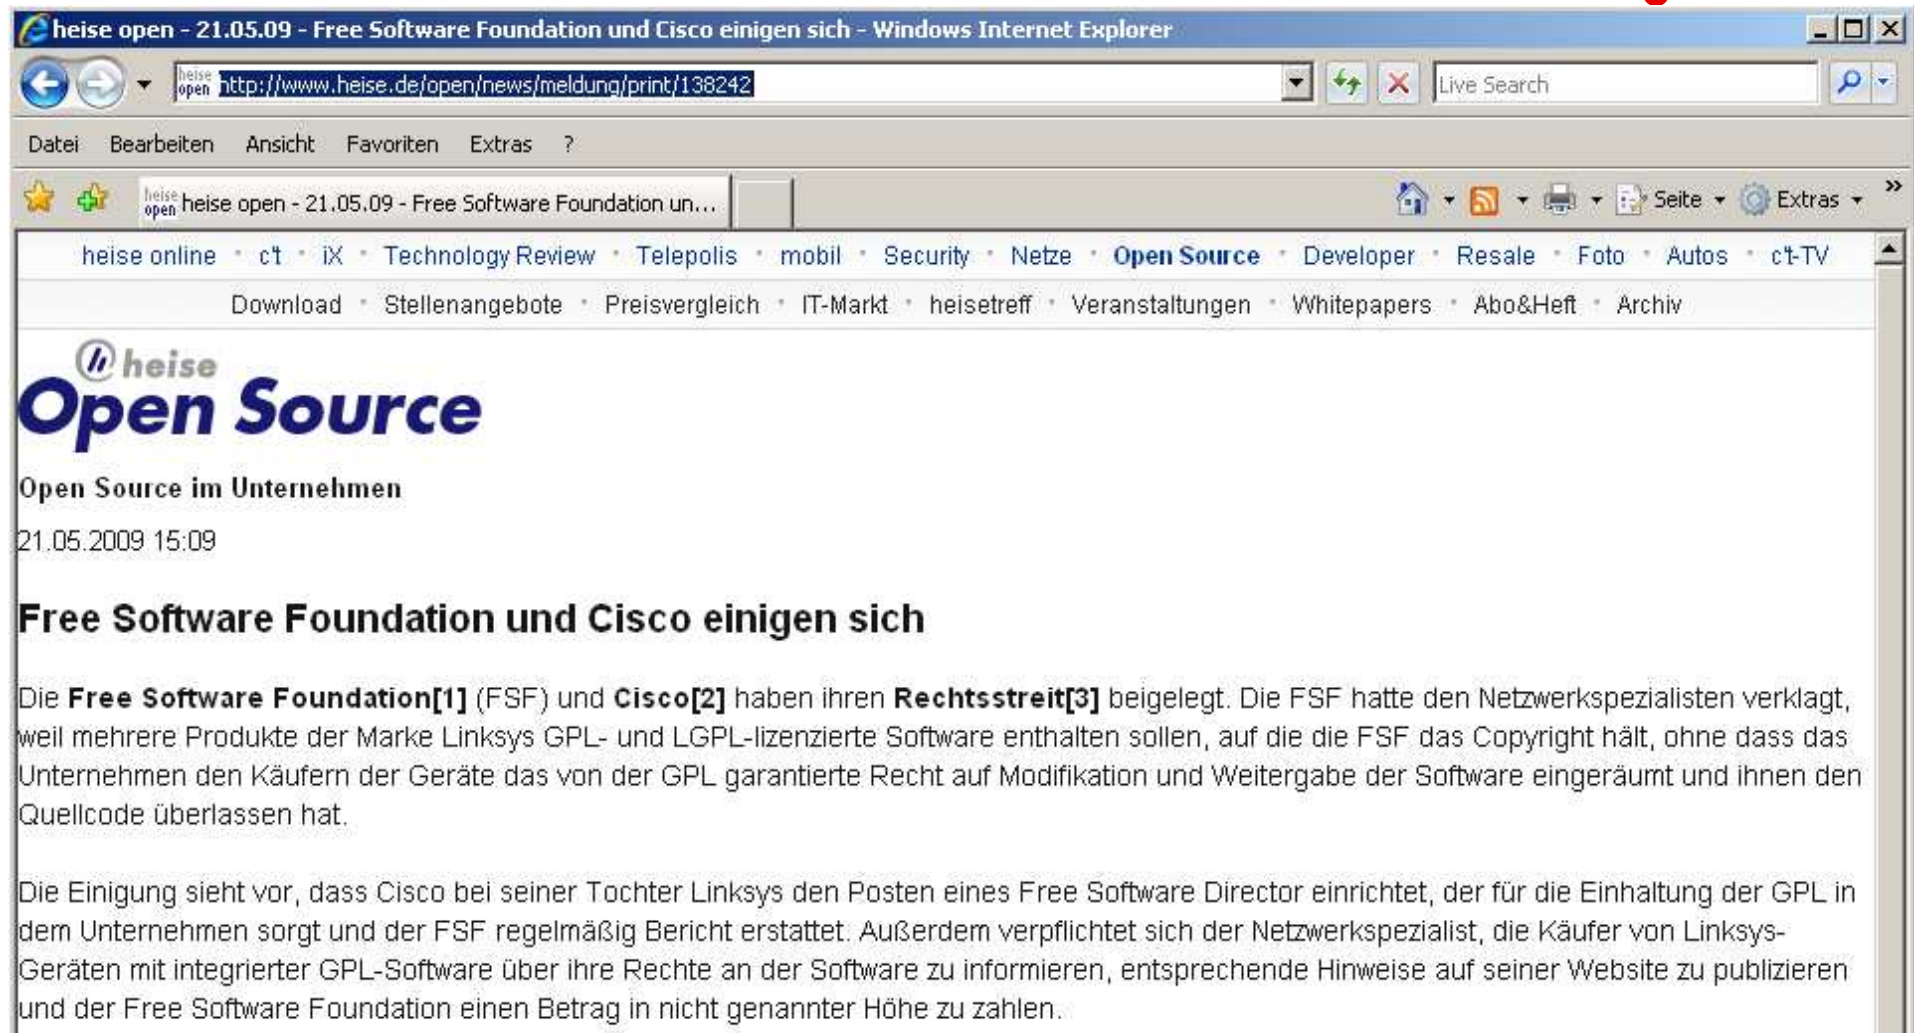 heise open - 21.05.09 - Free Software Foundation und Cisco einigen sich - Windows Internet Explorer
heise open http://www.heise.de/open/news/meldung/print/138242 Live Search
Datei Bearbeiten Ansicht Favoriten Extras ?
heise open heise open - 21.05.09 - Free Software Foundation un... Seite Extras »
heise online · c't · iX · Technology Review · Telepolis · mobil · Security · Netze · Open Source · Developer · Resale · Foto · Autos · c't-TV
Download · Stellenangebote · Preisvergleich · IT-Markt · heisetreff · Veranstaltungen · Whitepapers · Abo&Heft · Archiv
heise
Open Source
Open Source im Unternehmen
21.05.2009 15:09
Free Software Foundation und Cisco einigen sich
Die Free Software Foundation[1] (FSF) und Cisco[2] haben ihren Rechtsstreit[3] beigelegt. Die FSF hatte den Netzwerkspezialisten verklagt,
weil mehrere Produkte der Marke Linksys GPL- und LGPL-lizenzierte Software enthalten sollen, auf die die FSF das Copyright hält, ohne dass das
Unternehmen den Käufern der Geräte das von der GPL garantierte Recht auf Modifikation und Weitergabe der Software eingeräumt und ihnen den
Quellcode überlassen hat.
Die Einigung sieht vor, dass Cisco bei seiner Tochter Linksys den Posten eines Free Software Director einrichtet, der für die Einhaltung der GPL in
dem Unternehmen sorgt und der FSF regelmäßig Bericht erstattet. Außerdem verpflichtet sich der Netzwerkspezialist, die Käufer von Linksys-
Geräten mit integrierter GPL-Software über ihre Rechte an der Software zu informieren, entsprechende Hinweise auf seiner Website zu publizieren
und der Free Software Foundation einen Betrag in nicht genannter Höhe zu zahlen.